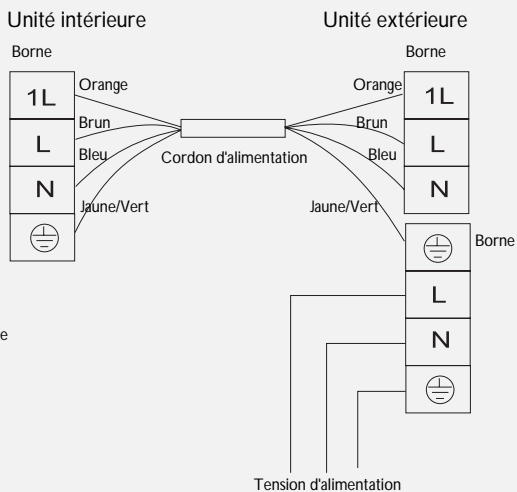 Unité intérieure
Unité extérieure
Borne
Borne
Orange
Orange
1L
1L
Brun
Brun
L
L
Bleu
Cordon d'alimentation
Bleu
N
N
Jaune/Vert
Jaune/Vert
Borne
L
e
N
Tension d'alimentation